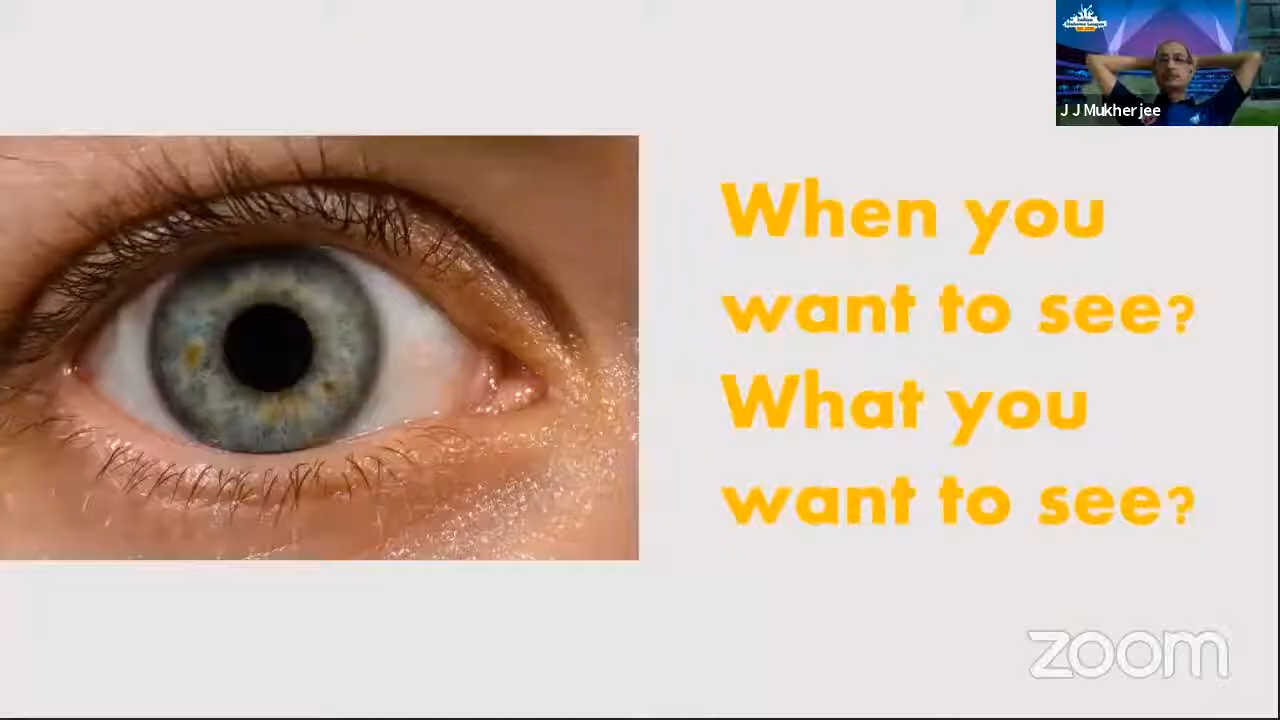 J J Mukherjee
When you
want to see?
What you
want to see?
zoom